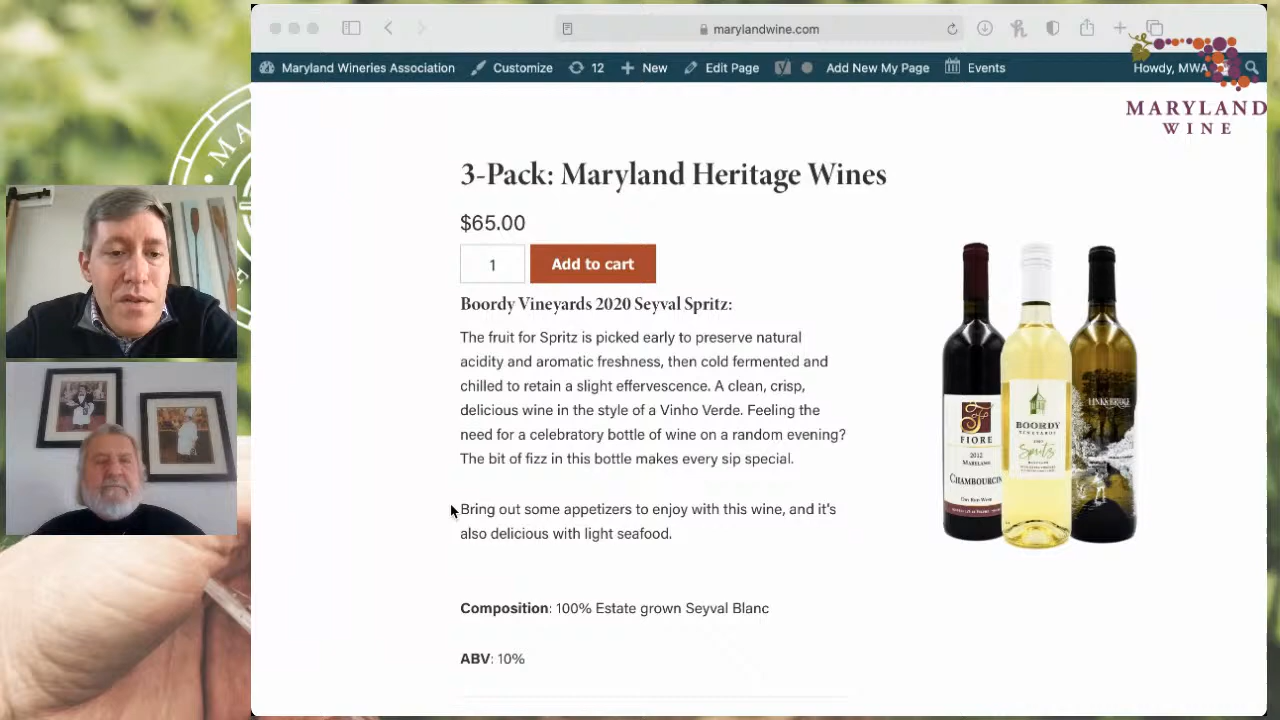 marylandwine.com
Maryland Wineries Association
Customize
12
New
Edit Page
Add New My Page
Events
Howdy, MWA
MARYLAND
WINE
3-Pack: Maryland Heritage Wines
$65.00
1
Add to cart
Boordy Vineyards 2020 Seyval Spritz:
The fruit for Spritz is picked early to preserve natural
acidity and aromatic freshness, then cold fermented and
chilled to retain a slight effervescence. A clean, crisp,
delicious wine in the style of a Vinho Verde. Feeling the
need for a celebratory bottle of wine on a random evening?
The bit of fizz in this bottle makes every sip special.
Bring out some appetizers to enjoy with this wine, and it's
also delicious with light seafood.
Composition: 100% Estate grown Seyval Blanc
ABV: 10%
FIORE
2012
MARYLAND
CHAMBOURCIN
Dry Red Wine
BOORDY
VINEYARDS
Spritz
LINKS BRIDGE